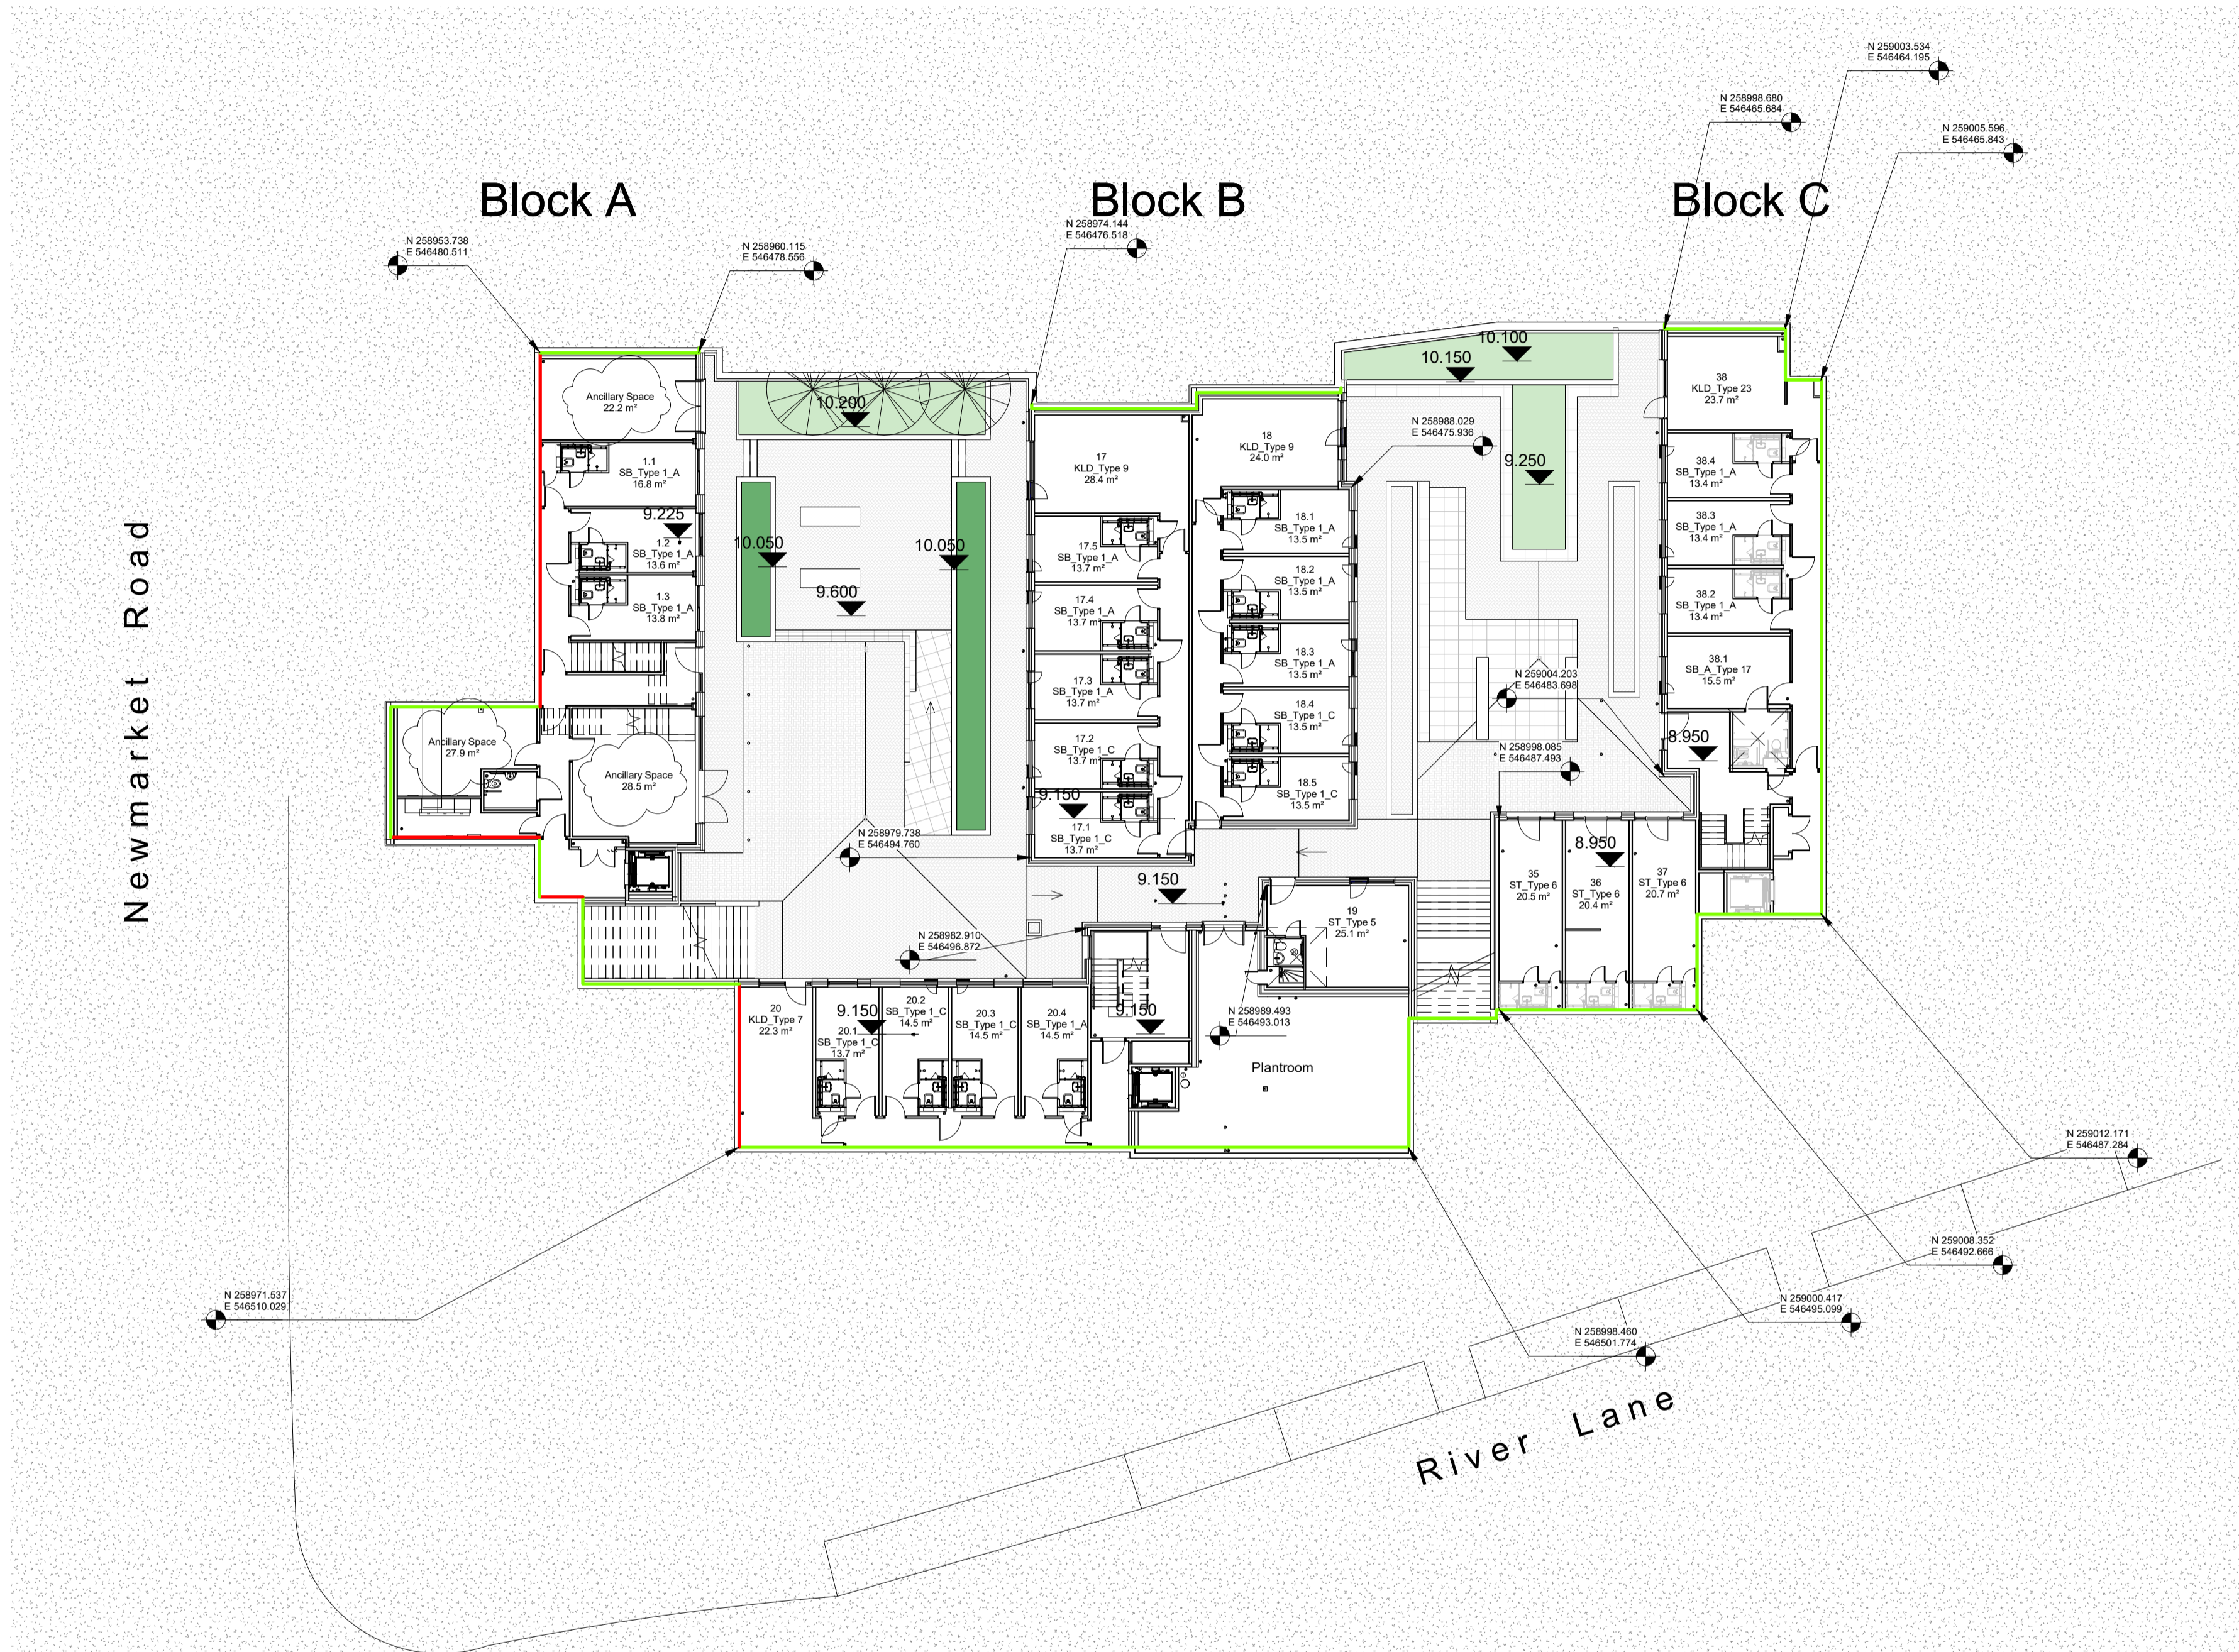 N 259003.534
E 546464.195
N 258998.680
E 546465.684
N 259005.596
E 546465.843
Block A
Block B
Block C
N 258974.144
E 546476.518
N 258953.738
E 546480.511
N 258960.115
E 546478.556
10.100
10.150
38
KLD_Type 23
23.7 m²
Ancillary Space
22.2 m²
10.200
N 258988.029
E 546475.936
18
KLD_Type 9
24.0 m²
17
KLD_Type 9
28.4 m²
9.250
1.1
SB_Type 1_A
16.8 m²
38.4
SB_Type 1_A
13.4 m²
9.225
1.2
SB_Type 1_A
13.6 m²
10.050
10.050
17.5
SB_Type 1_A
13.7 m²
18.1
SB_Type 1_A
13.5 m²
38.3
SB_Type 1_A
13.4 m²
1.3
SB_Type 1_A
13.8 m²
9.600
17.4
SB_Type 1_A
13.7 m²
18.2
SB_Type 1_A
13.5 m²
38.2
SB_Type 1_A
13.4 m²
Newmarket Road
17.3
SB_Type 1_A
13.7 m²
18.3
SB_Type 1_A
13.5 m²
38.1
SB_A_Type 17
15.5 m²
N 259004.203
E 546483.698
18.4
SB_Type 1_C
13.5 m²
Ancillary Space
27.9 m²
17.2
SB_Type 1_C
13.7 m²
8.950
N 258998.085
E 546487.493
Ancillary Space
28.5 m²
18.5
SB_Type 1_C
13.5 m²
9.150
17.1
SB_Type 1_C
13.7 m²
N 258979.738
E 546494.760
8.950
35
ST_Type 6
20.5 m²
36
ST_Type 6
20.4 m²
37
ST_Type 6
20.7 m²
9.150
19
ST_Type 5
25.1 m²
N 258982.910
E 546496.872
20
KLD_Type 7
22.3 m²
9.150
20.1
SB_Type 1_C
13.7 m²
20.2
SB_Type 1_C
14.5 m²
20.3
SB_Type 1_C
14.5 m²
20.4
SB_Type 1_A
14.5 m²
9.150
N 258989.493
E 546493.013
Plantroom
N 259012.171
E 546487.284
N 259008.352
E 546492.666
N 258971.537
E 546510.029
N 259000.417
E 546495.099
N 258998.460
E 546501.774
River Lane